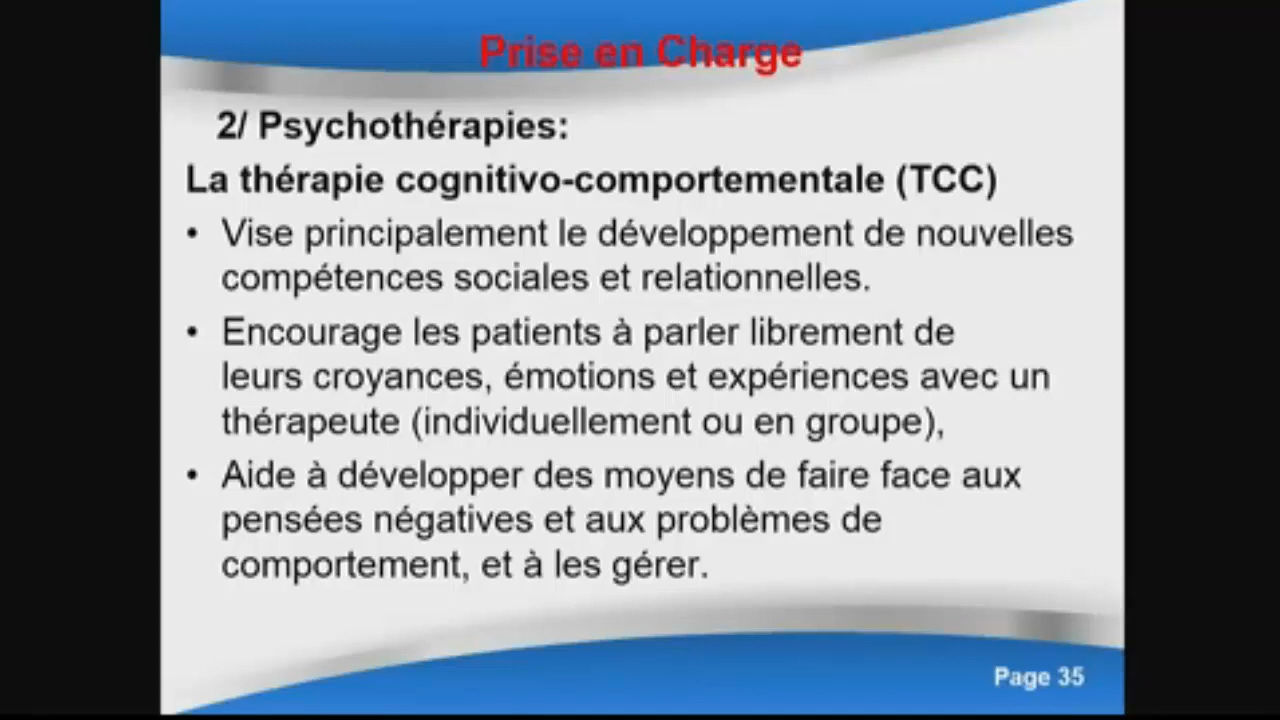 Prise en Charge
2/ Psychothérapies:
La thérapie cognitivo-comportementale (TCC)
• Vise principalement le développement de nouvelles
compétences sociales et relationnelles.
• Encourage les patients à parler librement de
leurs croyances, émotions et expériences avec un
thérapeute (individuellement ou en groupe),
• Aide à développer des moyens de faire face aux
pensées négatives et aux problèmes de
comportement, et à les gérer.
Page 35